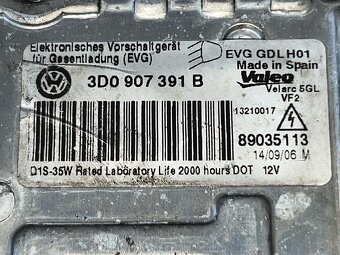 Elektronisches Vorschaltgerät
für Gasentladung (EVG)
EVG GDL H01
Made in Spain
3D0 907 391 B
Valeo
Velarc 5GL
VF2
13210017
89035113
14/09/06 M
D1S-35W Rated Laboratory Life 2000 hours DOT 12V